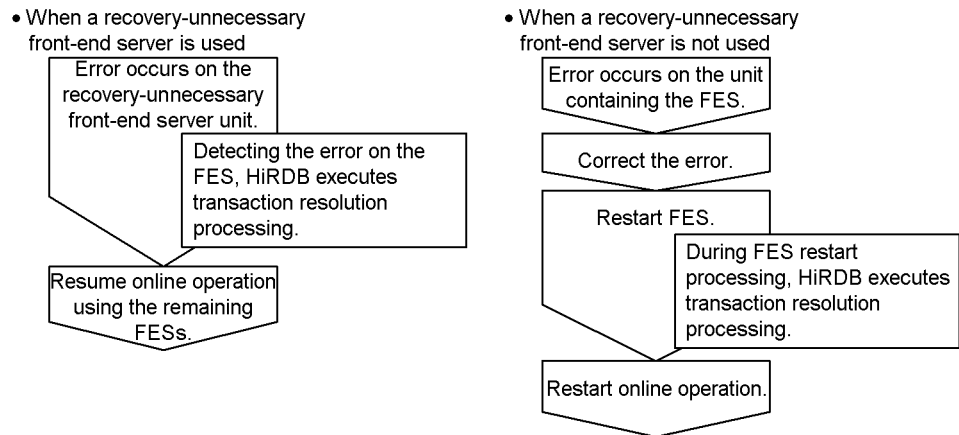 • When a recovery-unnecessary
front-end server is used
Error occurs on the
recovery-unnecessary
front-end server unit.
Detecting the error on the
FES, HiRDB executes
transaction resolution
processing.
Resume online operation
using the remaining
FESs.
• When a recovery-unnecessary
front-end server is not used
Error occurs on the unit
containing the FES.
Correct the error.
Restart FES.
During FES restart
processing, HiRDB executes
transaction resolution
processing.
Restart online operation.